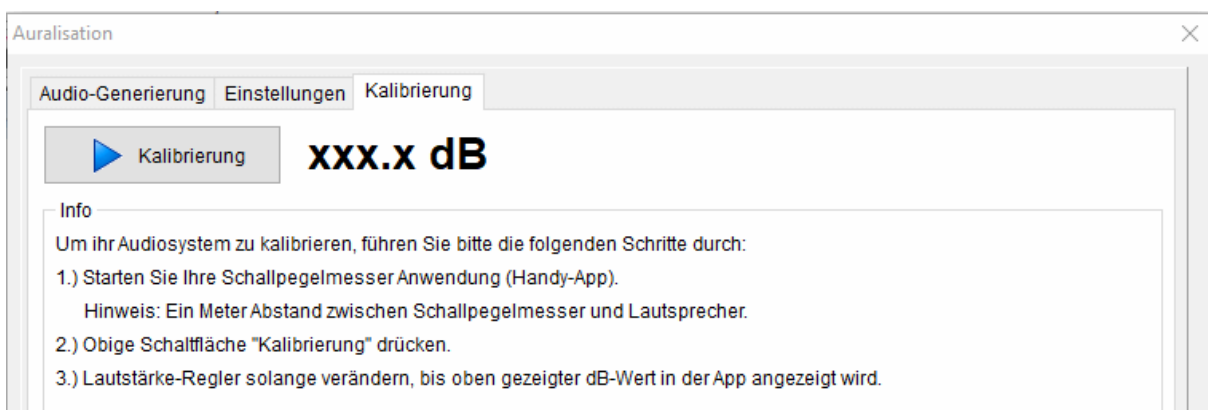 Auralisation
Audio-Generierung Einstellungen Kalibrierung
Kalibrierung xxx.x dB
Info
Um ihr Audiosystem zu kalibrieren, führen Sie bitte die folgenden Schritte durch:
1.) Starten Sie Ihre Schallpegelmesser Anwendung (Handy-App).
Hinweis: Ein Meter Abstand zwischen Schallpegelmesser und Lautsprecher.
2.) Obige Schaltfläche "Kalibrierung" drücken.
3.) Lautstärke-Regler solange verändern, bis oben gezeigter dB-Wert in der App angezeigt wird.